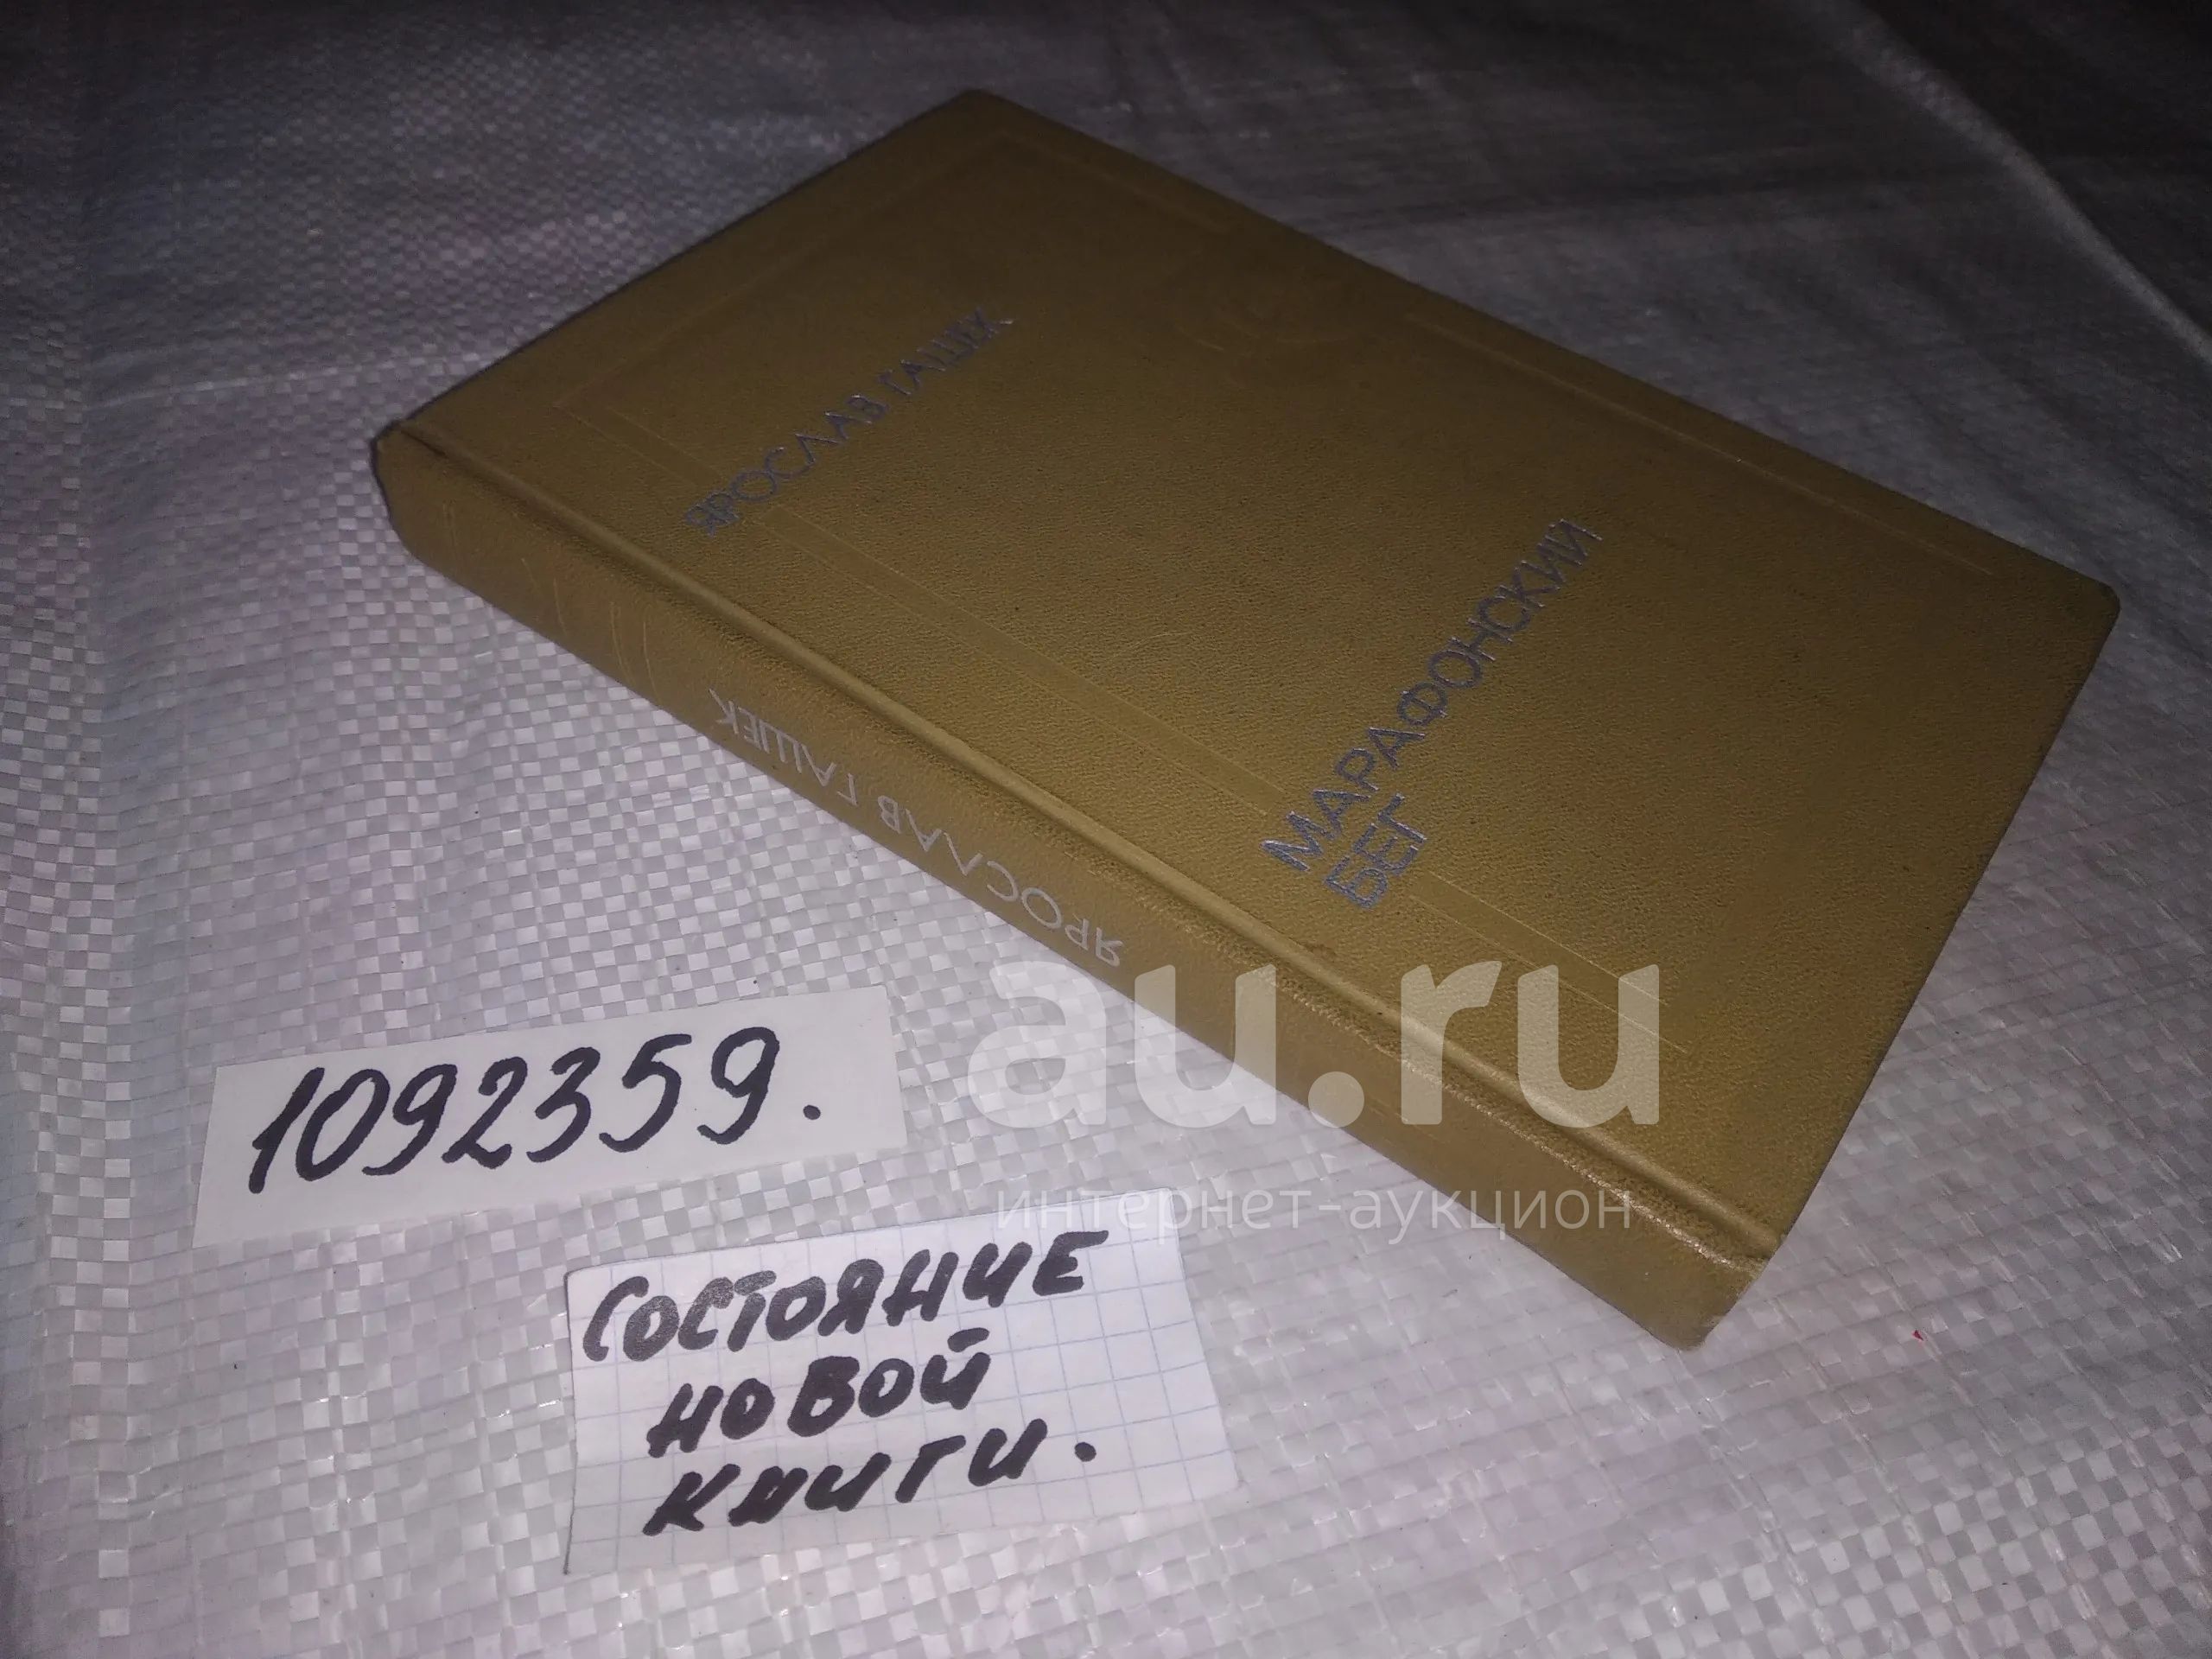 ЯРОСЛАВ ГАШЕК
МАРАФОНСКИЙ
БЕГ
ЯРОСЛАВ ГАШЕК
au.ru
интернет-аукцион
1092359.
СОСТОЯНИЕ
НОВОЙ
КНИГИ.